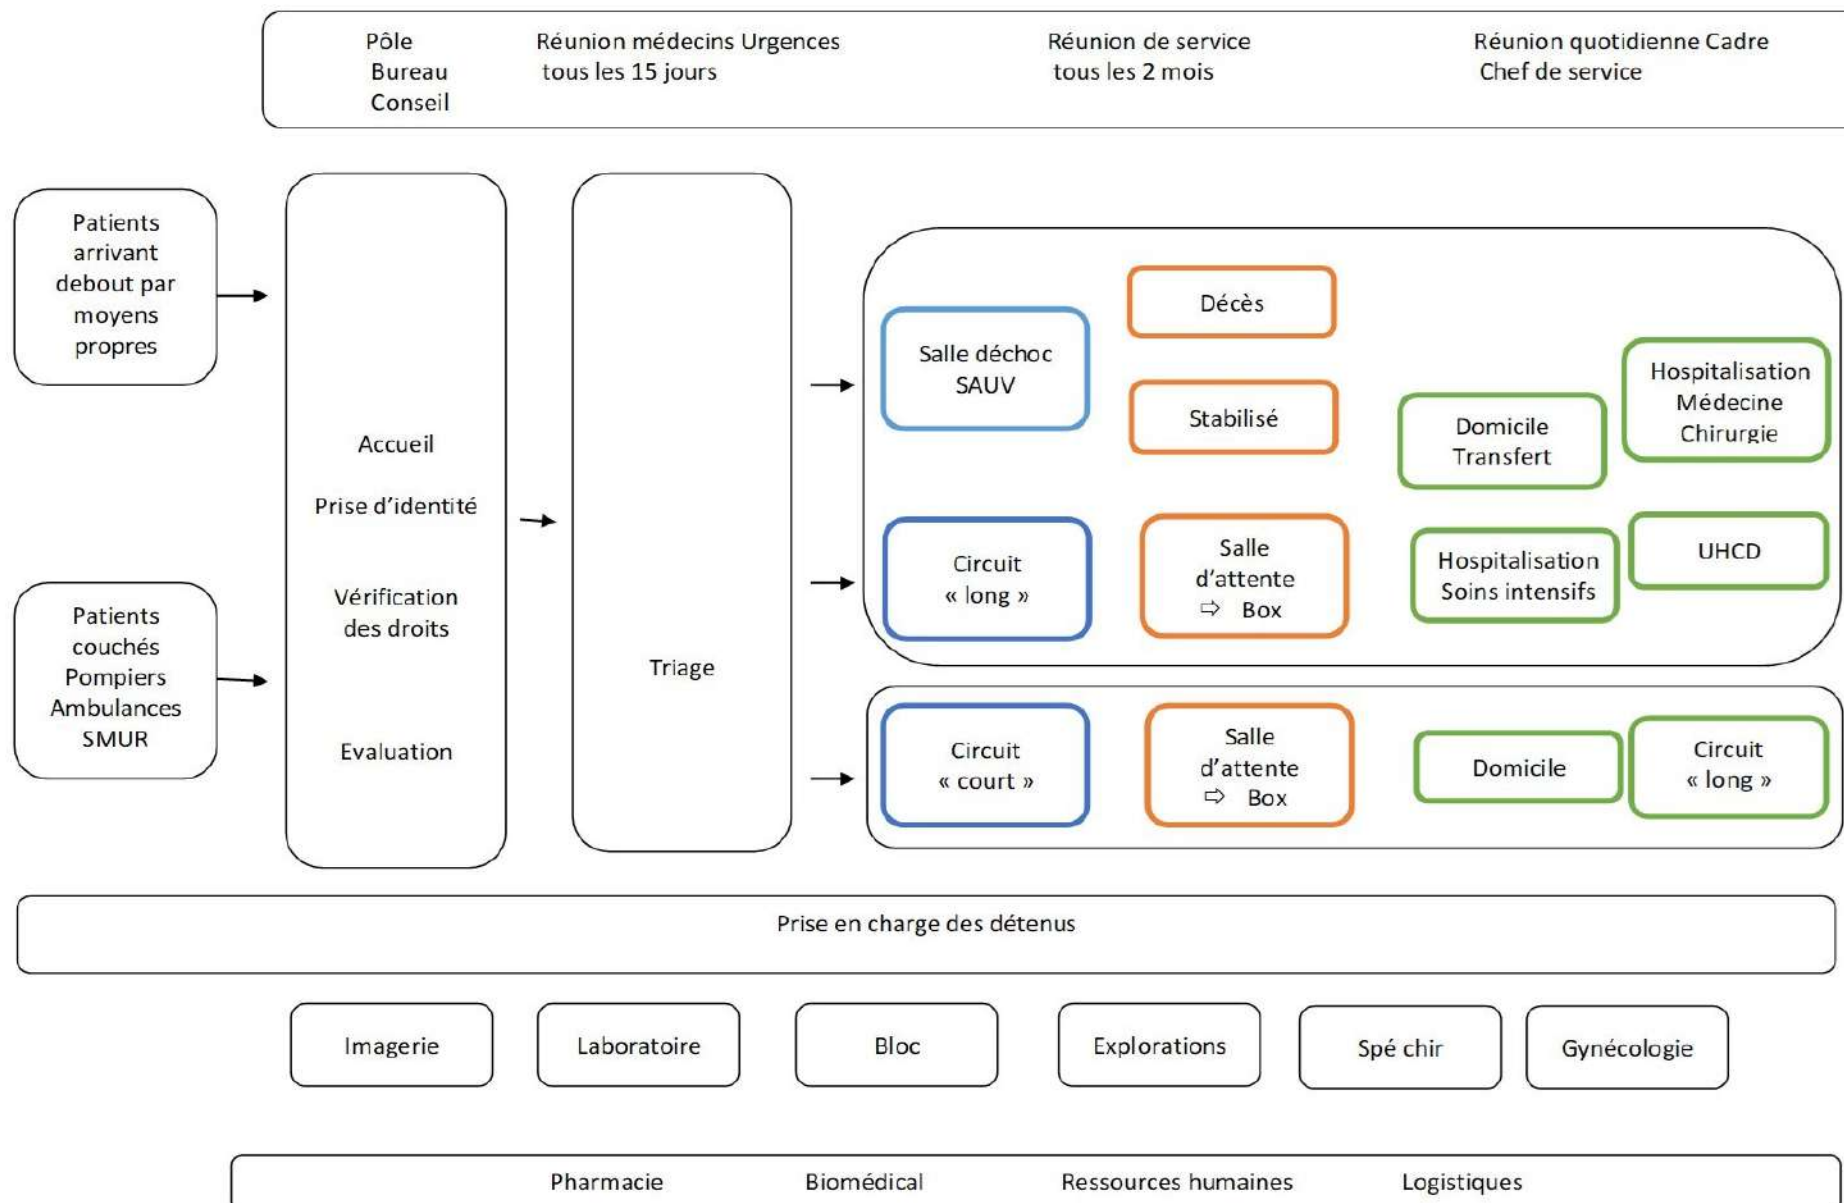 Pôle
Bureau
Conseil
Réunion médecins Urgences
tous les 15 jours
Réunion de service
tous les 2 mois
Réunion quotidienne Cadre
Chef de service
Patients
arrivant
debout par
moyens
propres
Patients
couchés
Pompiers
Ambulances
SMUR
Accueil
Prise d’identité
Vérification
des droits
Evaluation
Triage
Salle déchoc
SAUV
Décès
Stabilisé
Domicile
Transfert
Hospitalisation
Médecine
Chirurgie
Circuit
« long »
Salle
d’attente
⇨ Box
Hospitalisation
Soins intensifs
UHCD
Circuit
« court »
Salle
d’attente
⇨ Box
Domicile
Circuit
« long »
Prise en charge des détenus
Imagerie
Laboratoire
Bloc
Explorations
Spé chir
Gynécologie
Pharmacie
Biomédical
Ressources humaines
Logistiques